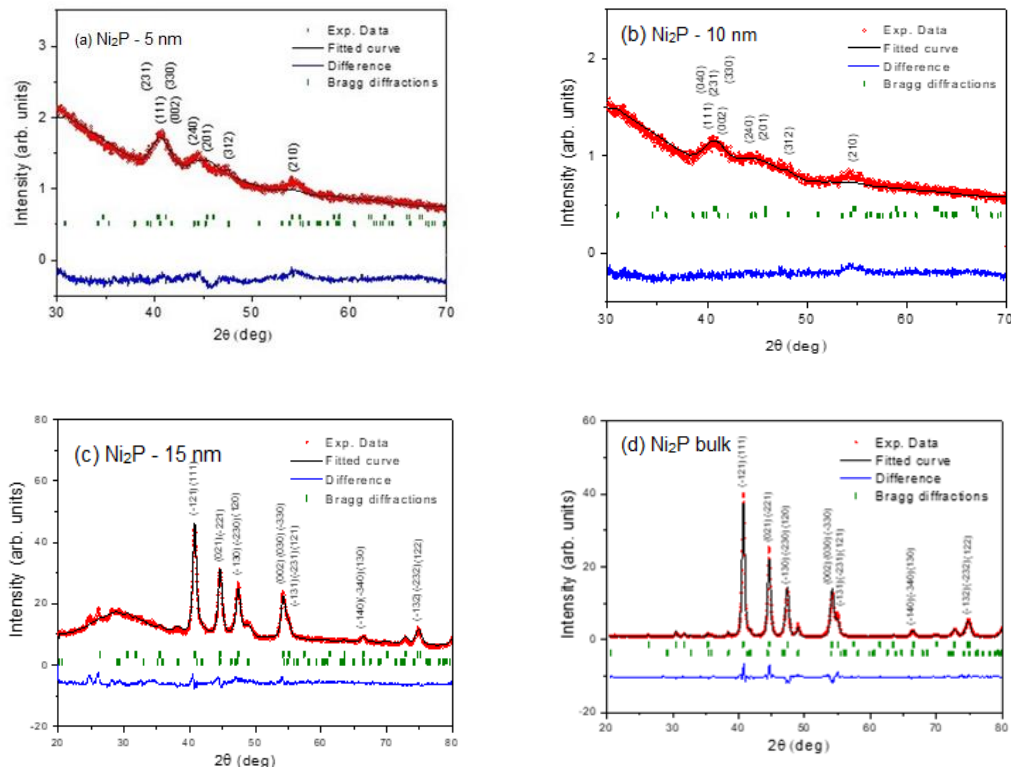 (a) Ni₂P - 5 nm
Exp. Data
Fitted curve
Difference
Bragg diffractions
(231)
(111)
(330)
(002)
(240)
(201)
(312)
(210)
Intensity (arb. units)
3
2
1
0
30 40 50 60 70
2θ (deg)
(b) Ni₂P - 10 nm
Exp. Data
Fitted curve
Difference
Bragg diffractions
(040)
(231)
(330)
(111)
(002)
(240)
(201)
(312)
(210)
Intensity (arb. units)
2
1
0
30 40 50 60 70
2θ (deg)
(c) Ni₂P - 15 nm
Exp. Data
Fitted curve
Difference
Bragg diffractions
(-121) (111)
(021) (-221)
(-130) (-230) (120)
(002) (030) (-330)
(-131) (-231) (121)
(-140) (-340) (130)
(-132) (-232) (122)
Intensity (arb. units)
80
60
40
20
0
-20
20 30 40 50 60 70 80
2θ (deg)
(d) Ni₂P bulk
Exp. Data
Fitted curve
Difference
Bragg diffractions
(-121) (111)
(021) (-221)
(-130) (-230) (120)
(002) (030) (-330)
(-131) (-231) (121)
(-140) (-340) (130)
(-132) (-232) (122)
Intensity (arb. units)
60
40
20
0
-20
20 30 40 50 60 70 80
2θ (deg)